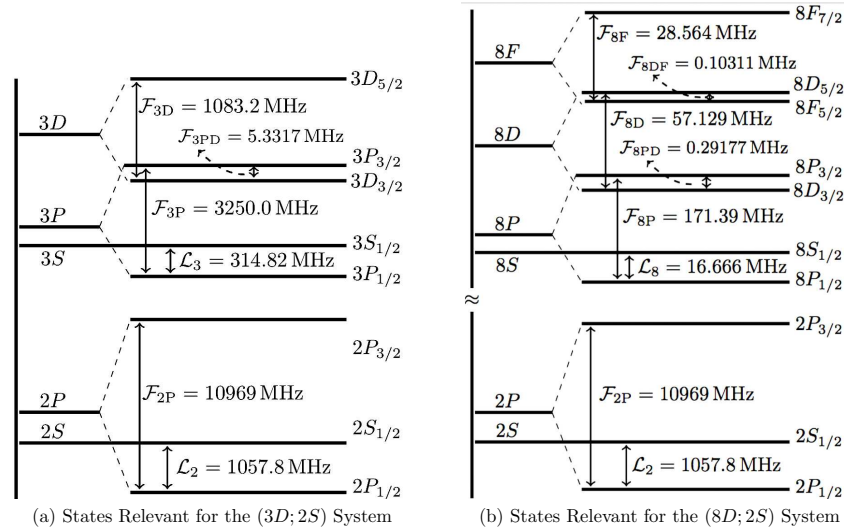 3D
3D5/2
F3D = 1083.2 MHz
F3PD = 5.3317 MHz
3P3/2
3D3/2
3P
F3P = 3250.0 MHz
3S
3S1/2
L3 = 314.82 MHz
3P1/2
2P3/2
F2P = 10969 MHz
2P
2S
2S1/2
L2 = 1057.8 MHz
2P1/2
(a) States Relevant for the (3D; 2S) System
8F7/2
F8F = 28.564 MHz
8F
F8DF = 0.10311 MHz
8D5/2
8F5/2
F8D = 57.129 MHz
8D
F8PD = 0.29177 MHz
8P3/2
8D3/2
F8P = 171.39 MHz
8P
8S
8S1/2
L8 = 16.666 MHz
8P1/2
≈
2P3/2
F2P = 10969 MHz
2P
2S
2S1/2
L2 = 1057.8 MHz
2P1/2
(b) States Relevant for the (8D; 2S) System